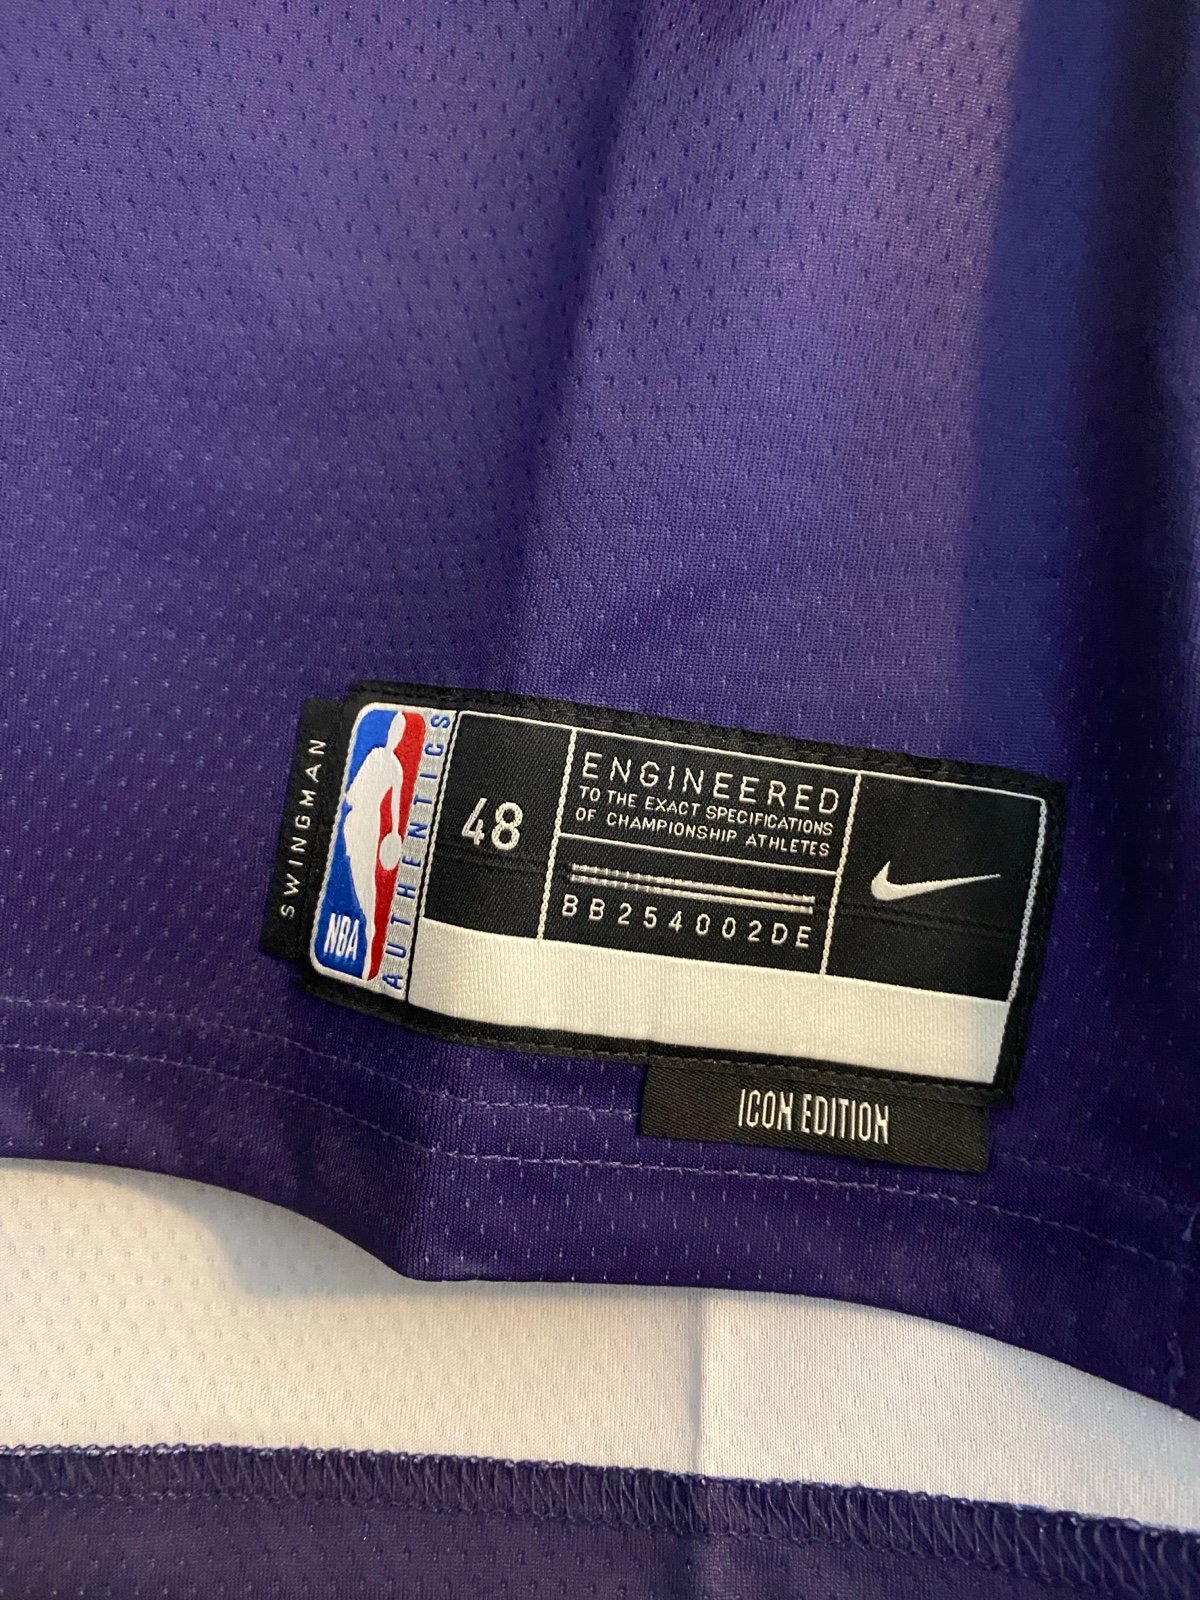 SWINGMAN
NBA
AUTHENTICS
48
ENGINEERED
TO THE EXACT SPECIFICATIONS
OF CHAMPIONSHIP ATHLETES
BB254002DE
ICON EDITION